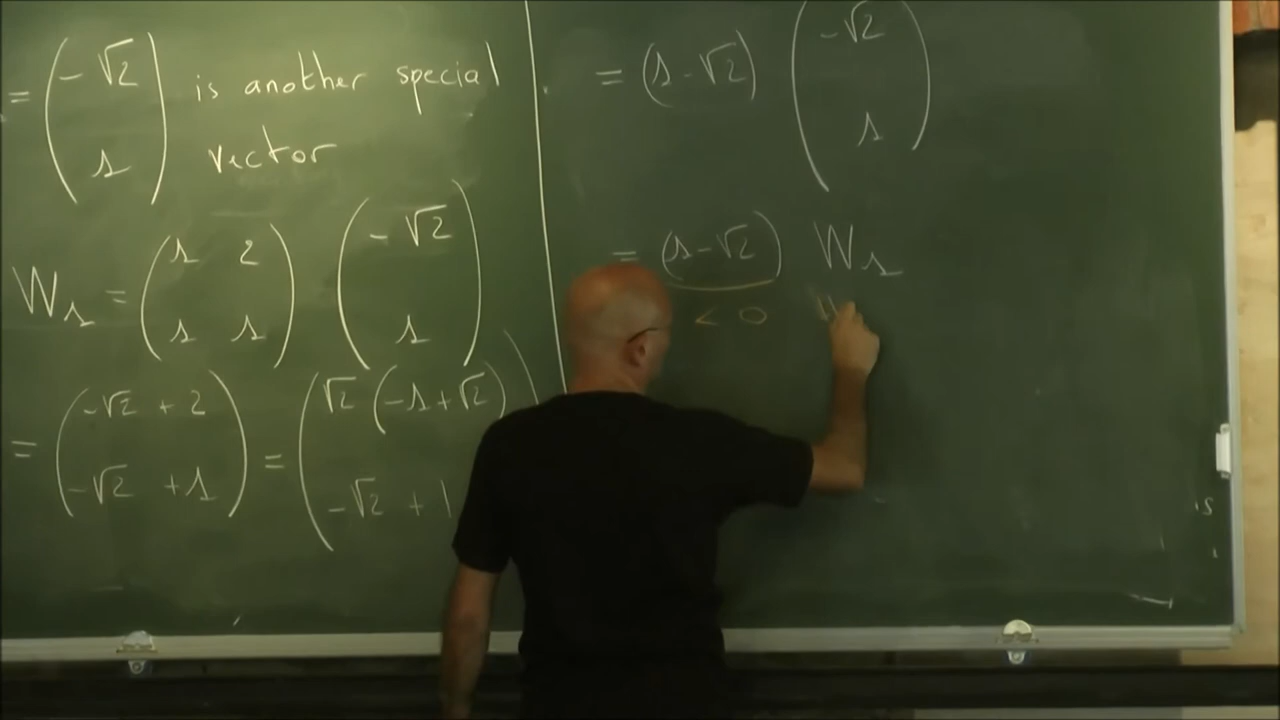 = (-√2
1) is another special
vector
W₁ = (1 2
1 1) (-√2
1)
= (-√2 + 2
-√2 + 1) = (√2 (-1 + √2)
-√2 + 1
= (1 - √2) (-√2
1)
= (1 - √2) W₁
< 0
is